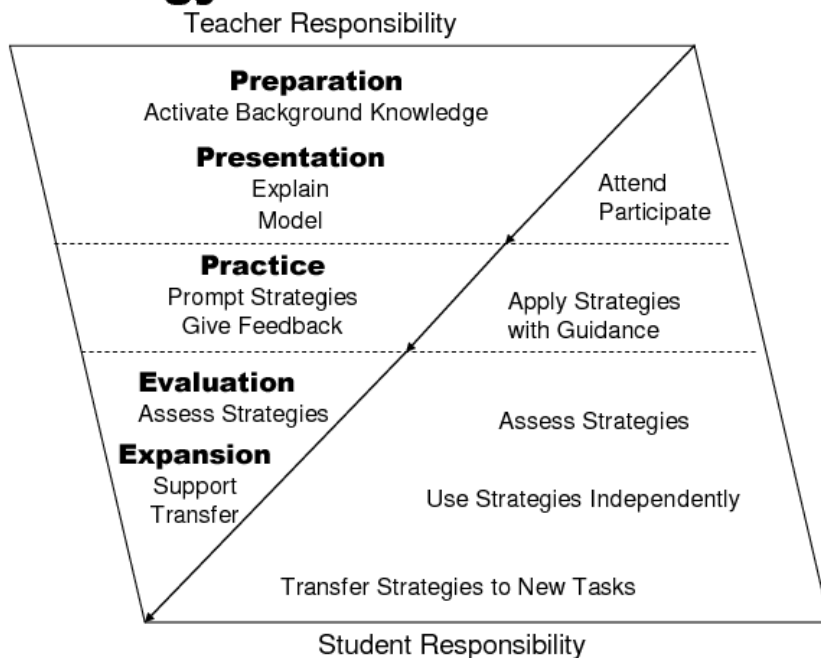 Teacher Responsibility
Preparation
Activate Background Knowledge
Presentation
Explain
Model
Attend
Participate
Practice
Prompt Strategies
Give Feedback
Apply Strategies
with Guidance
Evaluation
Assess Strategies
Assess Strategies
Expansion
Support
Transfer
Use Strategies Independently
Transfer Strategies to New Tasks
Student Responsibility